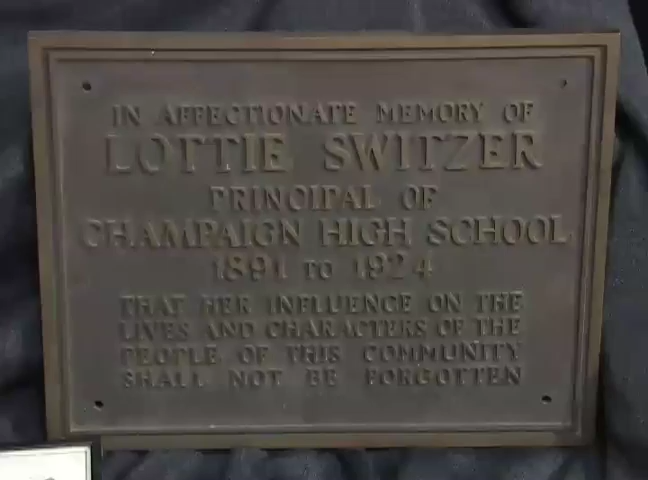 IN AFFECTIONATE MEMORY OF
LOTTIE SWITZER
PRINCIPAL OF
CHAMPAIGN HIGH SCHOOL
1891 TO 1924
THAT HER INFLUENCE ON THE
LIVES AND CHARACTERS OF THE
PEOPLE OF THIS COMMUNITY
SHALL NOT BE FORGOTTEN